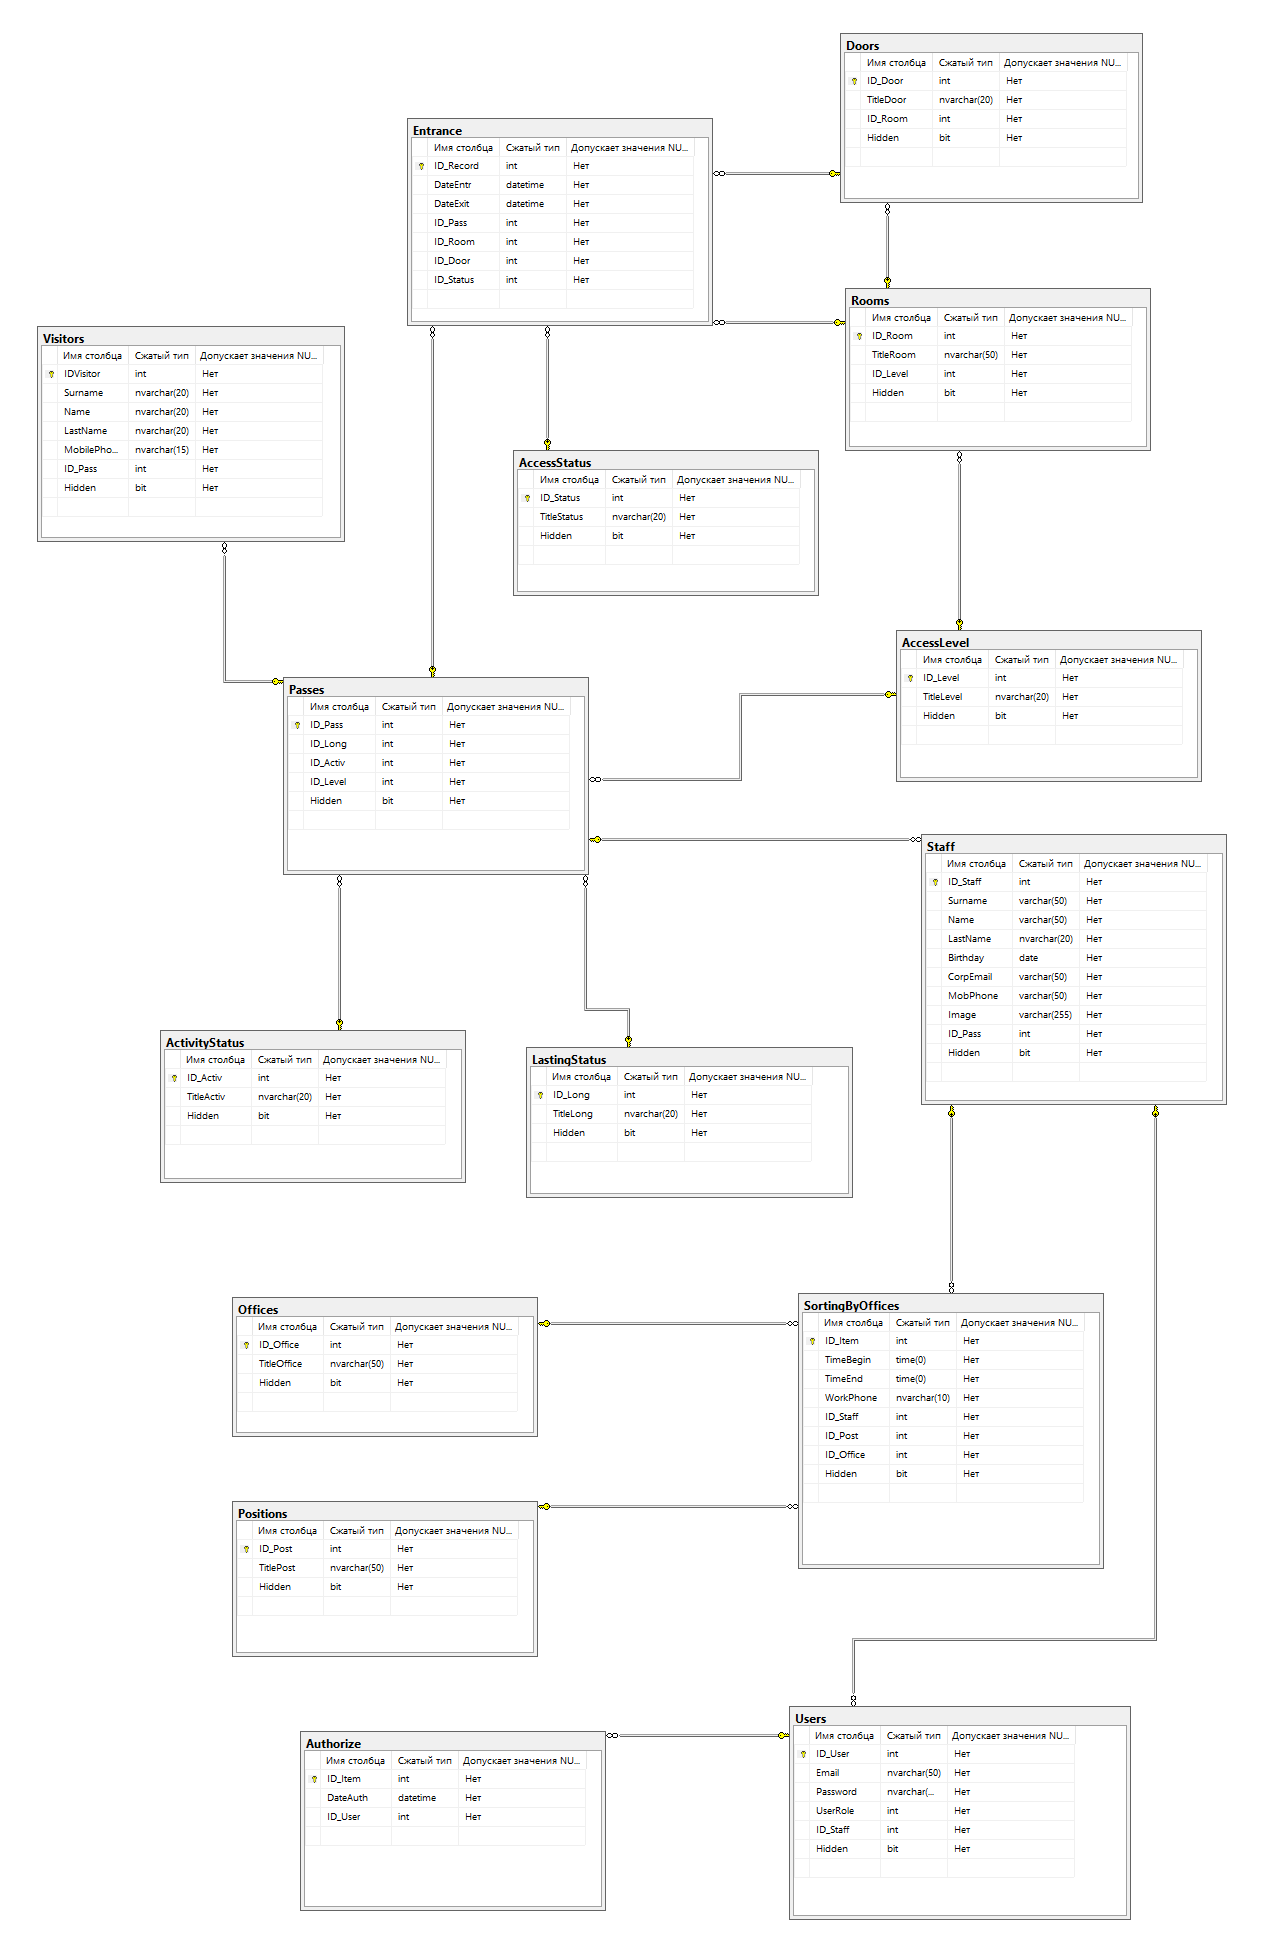 Doors
Имя столбца Сжатый тип Допускает значения NU...
ID_Door int Нет
TitleDoor nvarchar(20) Нет
ID_Room int Нет
Hidden bit Нет
Entrance
Имя столбца Сжатый тип Допускает значения NU...
ID_Record int Нет
DateEntr datetime Нет
DateExit datetime Нет
ID_Pass int Нет
ID_Room int Нет
ID_Door int Нет
ID_Status int Нет
Rooms
Имя столбца Сжатый тип Допускает значения NU...
ID_Room int Нет
TitleRoom nvarchar(50) Нет
ID_Level int Нет
Hidden bit Нет
Visitors
Имя столбца Сжатый тип Допускает значения NU...
IDVisitor int Нет
Surname nvarchar(20) Нет
Name nvarchar(20) Нет
LastName nvarchar(20) Нет
MobilePho... nvarchar(15) Нет
ID_Pass int Нет
Hidden bit Нет
AccessStatus
Имя столбца Сжатый тип Допускает значения NU...
ID_Status int Нет
TitleStatus nvarchar(20) Нет
Hidden bit Нет
AccessLevel
Имя столбца Сжатый тип Допускает значения NU...
ID_Level int Нет
TitleLevel nvarchar(20) Нет
Hidden bit Нет
Passes
Имя столбца Сжатый тип Допускает значения NU...
ID_Pass int Нет
ID_Long int Нет
ID_Activ int Нет
ID_Level int Нет
Hidden bit Нет
Staff
Имя столбца Сжатый тип Допускает значения NU...
ID_Staff int Нет
Surname varchar(50) Нет
Name varchar(50) Нет
LastName nvarchar(20) Нет
Birthday date Нет
CorpEmail varchar(50) Нет
MobPhone varchar(50) Нет
Image varchar(255) Нет
ID_Pass int Нет
Hidden bit Нет
ActivityStatus
Имя столбца Сжатый тип Допускает значения NU...
ID_Activ int Нет
TitleActiv nvarchar(20) Нет
Hidden bit Нет
LastingStatus
Имя столбца Сжатый тип Допускает значения NU...
ID_Long int Нет
TitleLong nvarchar(20) Нет
Hidden bit Нет
Offices
Имя столбца Сжатый тип Допускает значения NU...
ID_Office int Нет
TitleOffice nvarchar(50) Нет
Hidden bit Нет
SortingByOffices
Имя столбца Сжатый тип Допускает значения NU...
ID_Item int Нет
TimeBegin time(0) Нет
TimeEnd time(0) Нет
WorkPhone nvarchar(10) Нет
ID_Staff int Нет
ID_Post int Нет
ID_Office int Нет
Hidden bit Нет
Positions
Имя столбца Сжатый тип Допускает значения NU...
ID_Post int Нет
TitlePost nvarchar(50) Нет
Hidden bit Нет
Users
Имя столбца Сжатый тип Допускает значения NU...
ID_User int Нет
Email nvarchar(50) Нет
Password nvarchar(... Нет
UserRole int Нет
ID_Staff int Нет
Hidden bit Нет
Authorize
Имя столбца Сжатый тип Допускает значения NU...
ID_Item int Нет
DateAuth datetime Нет
ID_User int Нет